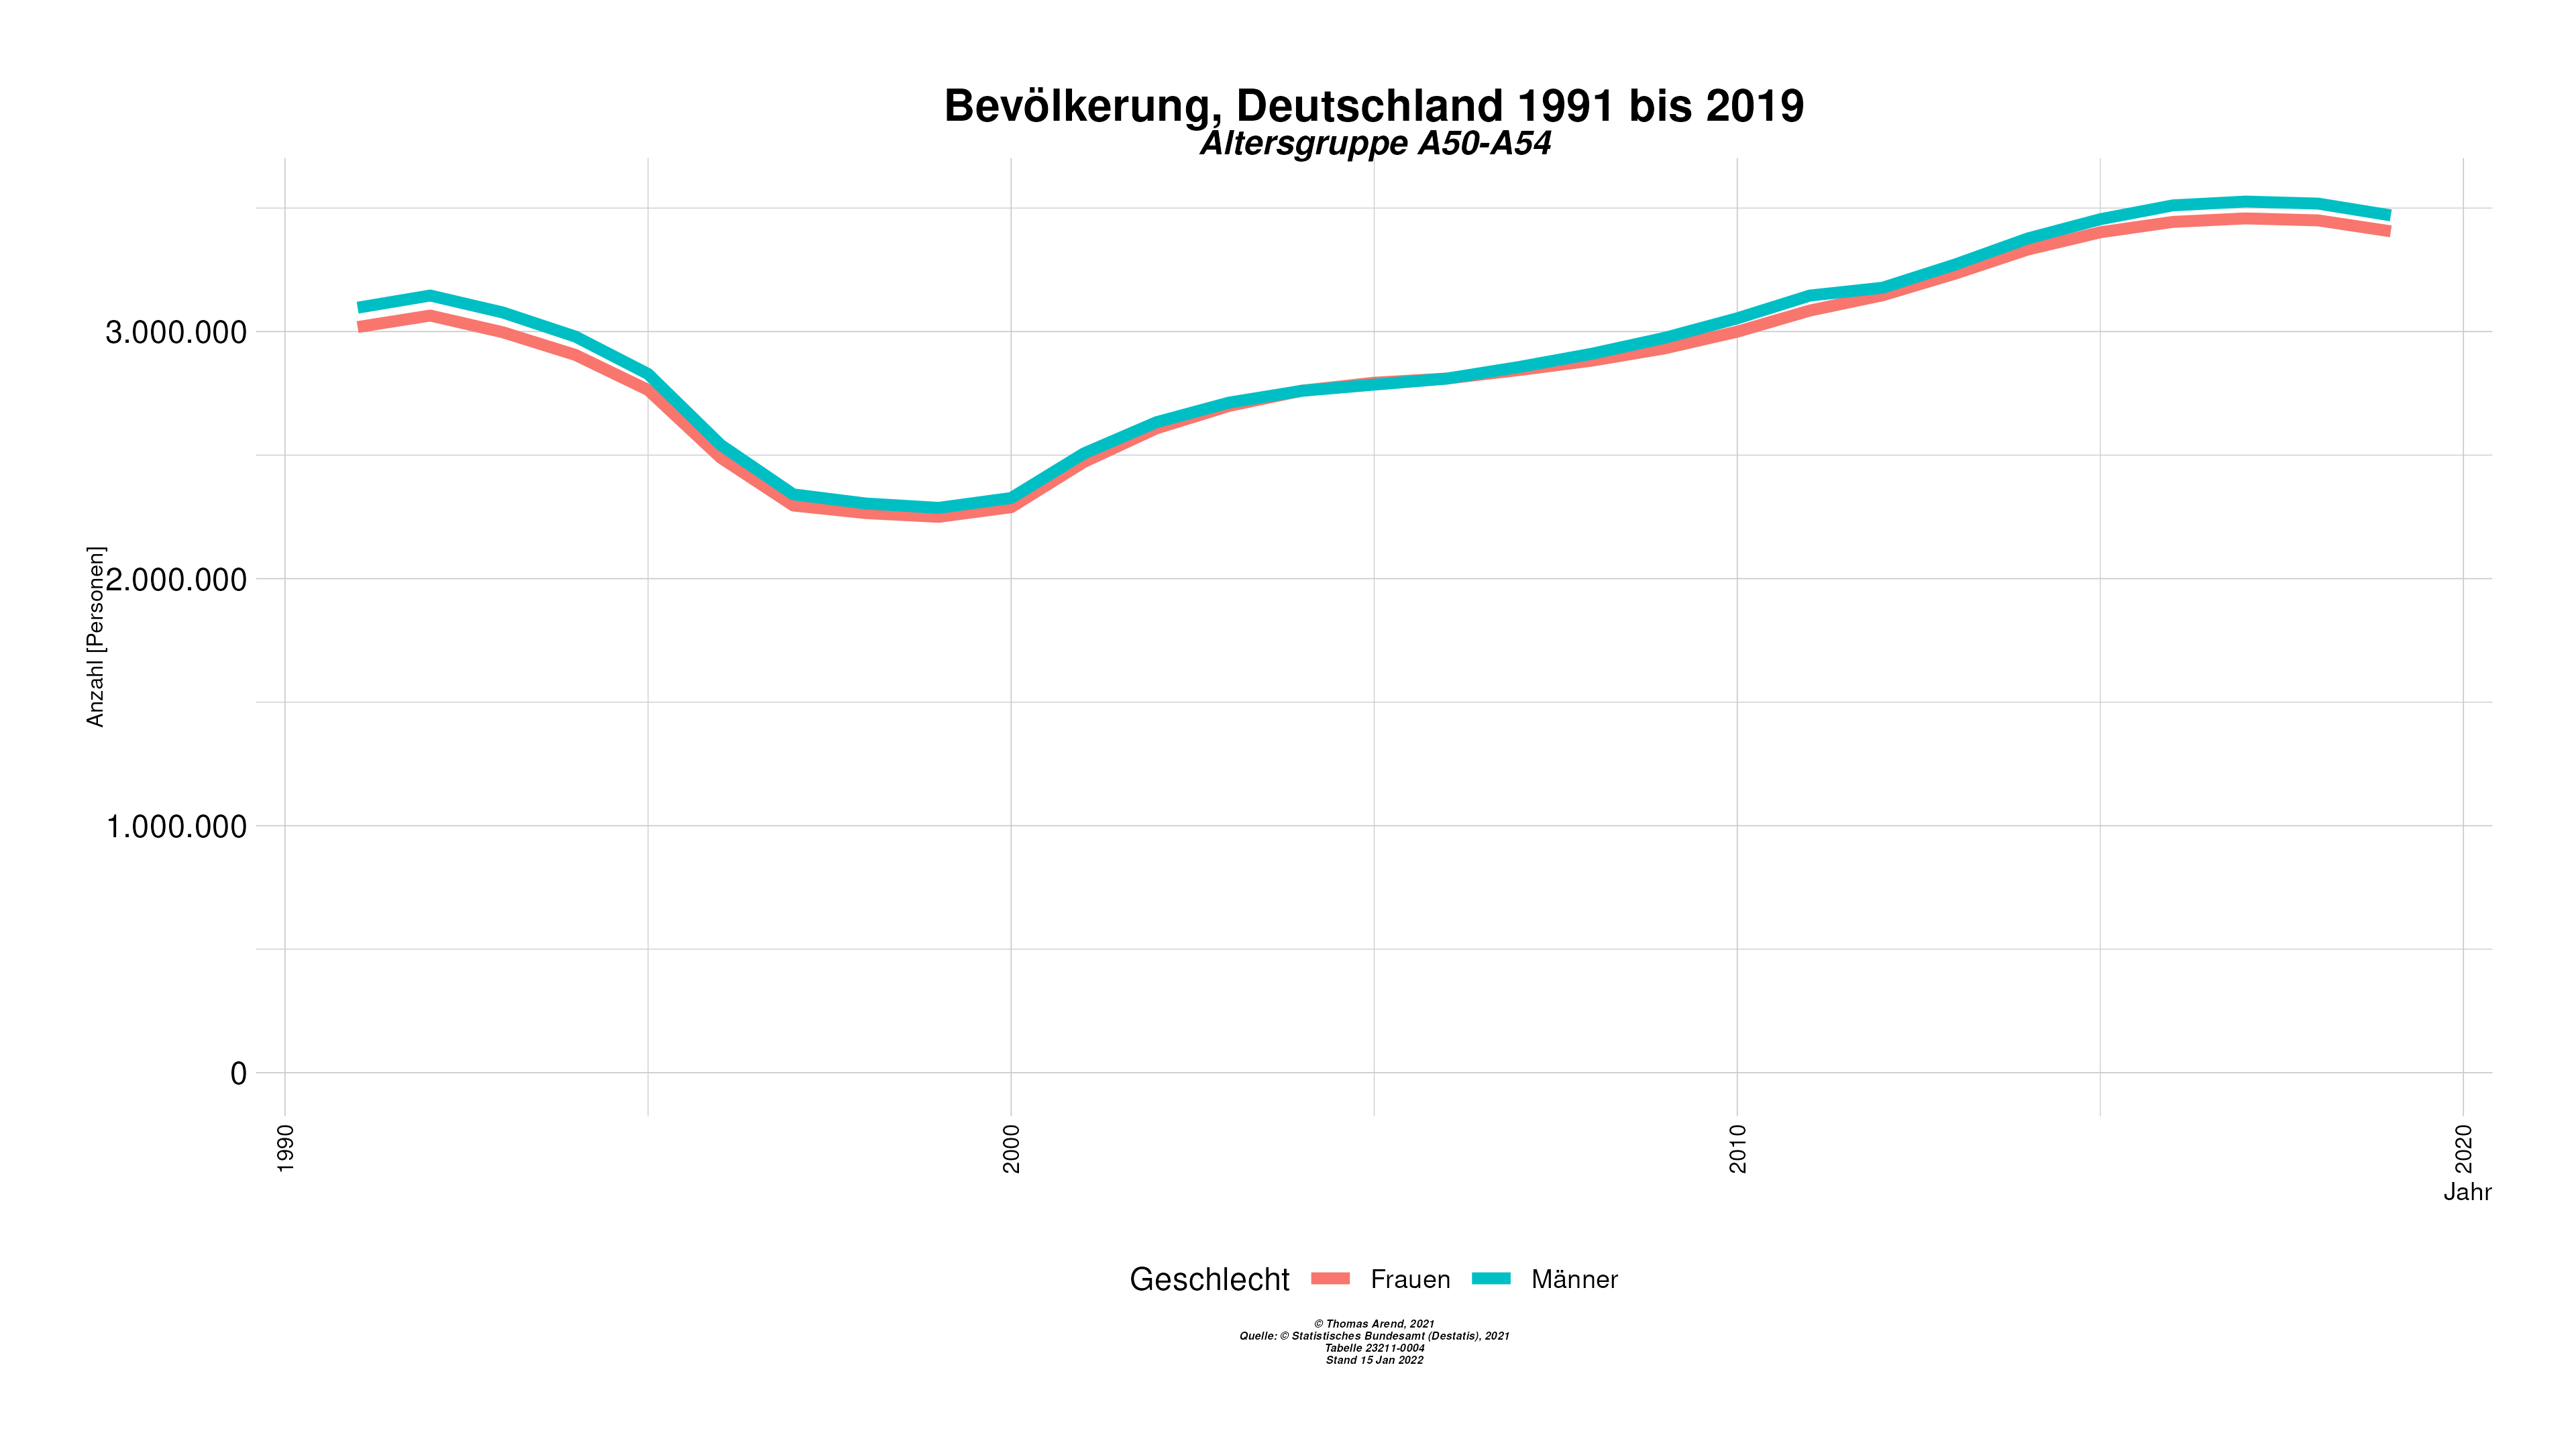 Bevölkerung, Deutschland 1991 bis 2019
Altersgruppe A50-A54
Anzahl [Personen]
3.000.000
2.000.000
1.000.000
0
1990
2000
2010
2020
Jahr
Geschlecht Frauen Männer
© Thomas Arend, 2021
Quelle: © Statistisches Bundesamt (Destatis), 2021
Tabelle 23211-0004
Stand 15 Jan 2022